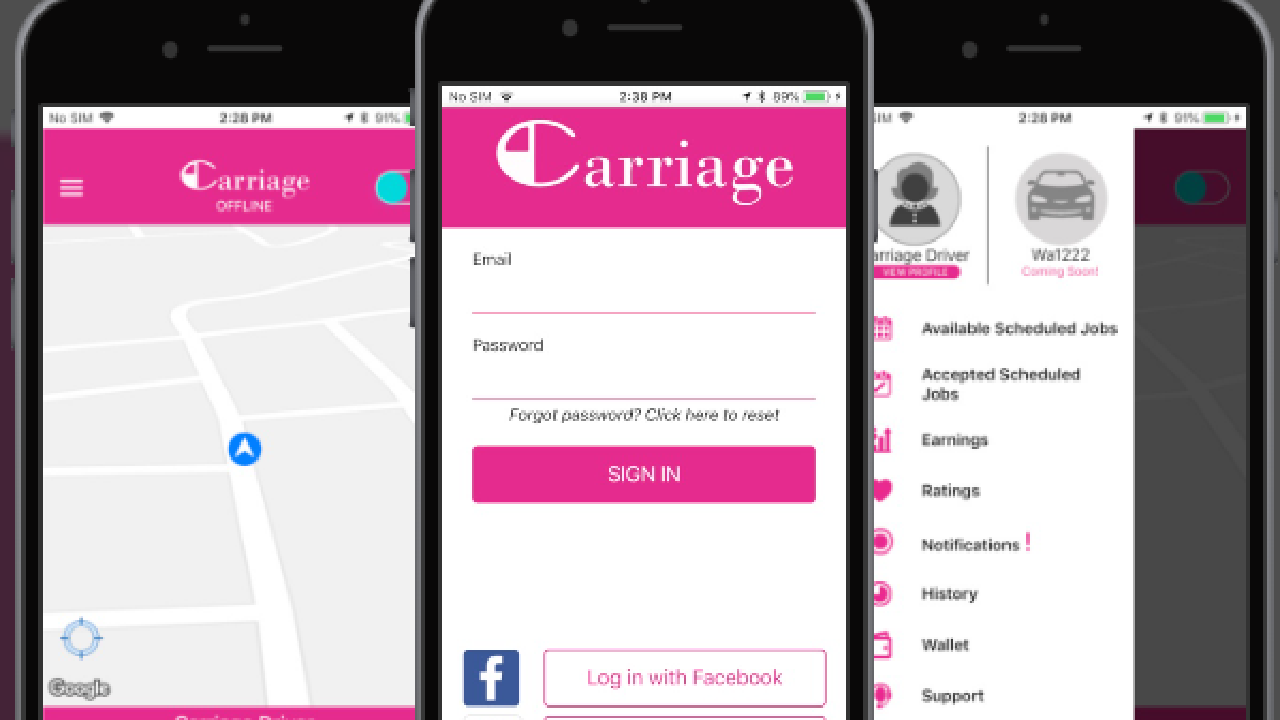 No SIM
2:28 PM
91%
Carriage
OFFLINE
Google
Carriage Driver
No SIM
2:38 PM
89%
Carriage
Email
Password
Forgot password? Click here to reset
SIGN IN
Log in with Facebook
SIM
2:28 PM
91%
arriage Driver
VIEW PROFILE
Wa1222
Coming Soon!
Available Scheduled Jobs
Accepted Scheduled
Jobs
Earnings
Ratings
Notifications !
History
Wallet
Support